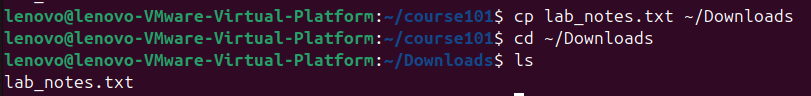 lenovo@lenovo-VMware-Virtual-Platform:~/course101$ cp lab_notes.txt ~/Downloads
lenovo@lenovo-VMware-Virtual-Platform:~/course101$ cd ~/Downloads
lenovo@lenovo-VMware-Virtual-Platform:~/Downloads$ ls
lab_notes.txt